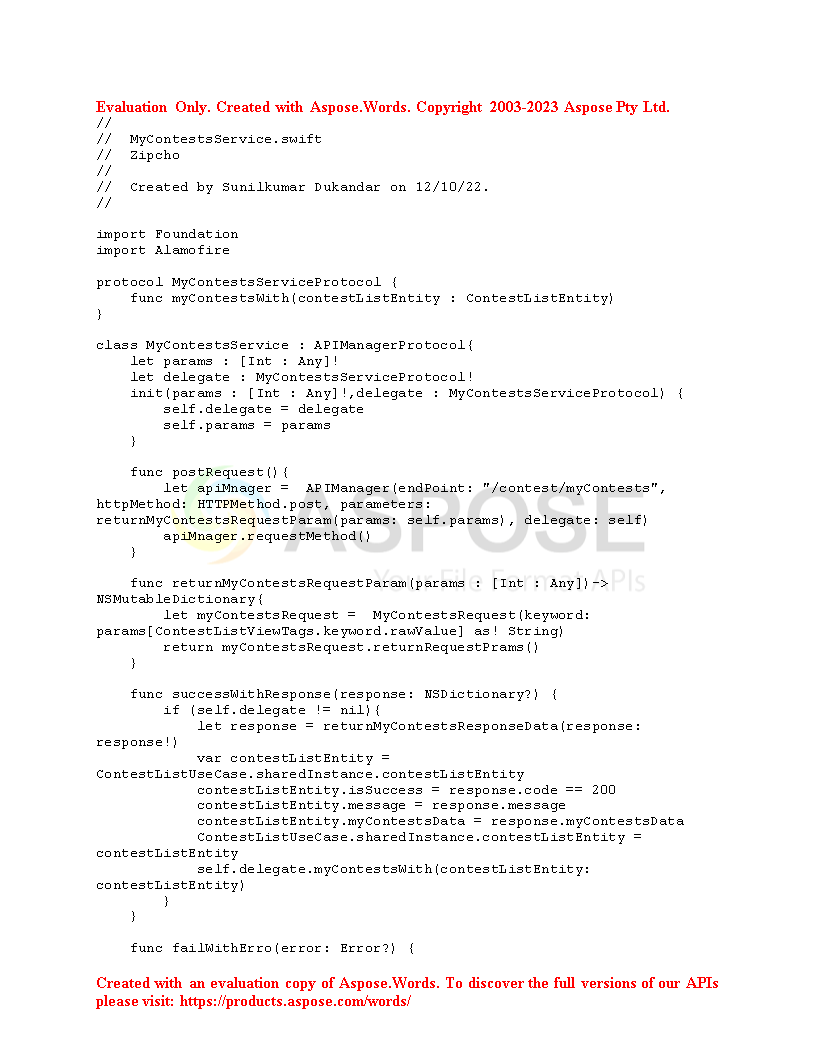 Evaluation Only. Created with Aspose.Words. Copyright 2003-2023 Aspose Pty Ltd.
//
//  MyContestsService.swift
//  Zipcho
//
//  Created by Sunilkumar Dukandar on 12/10/22.
//
import Foundation
import Alamofire
protocol MyContestsServiceProtocol {
    func myContestsWith(contestListEntity : ContestListEntity)
}
class MyContestsService : APIManagerProtocol{
    let params : [Int : Any]!
    let delegate : MyContestsServiceProtocol!
    init(params : [Int : Any]!,delegate : MyContestsServiceProtocol) {
        self.delegate = delegate
        self.params = params
    }
    func postRequest(){
        let apiMnager =  APIManager(endPoint: "/contest/myContests",
httpMethod: HTTPMethod.post, parameters:
returnMyContestsRequestParam(params: self.params), delegate: self)
        apiMnager.requestMethod()
    }
ASPOSE
Your File Format APIs
    func returnMyContestsRequestParam(params : [Int : Any])->
NSMutableDictionary{
        let myContestsRequest =  MyContestsRequest(keyword:
params[ContestListViewTags.keyword.rawValue] as! String)
        return myContestsRequest.returnRequestPrams()
    }
    func successWithResponse(response: NSDictionary?) {
        if (self.delegate != nil){
            let response = returnMyContestsResponseData(response:
response!)
            var contestListEntity =
ContestListUseCase.sharedInstance.contestListEntity
            contestListEntity.isSuccess = response.code == 200
            contestListEntity.message = response.message
            contestListEntity.myContestsData = response.myContestsData
            ContestListUseCase.sharedInstance.contestListEntity =
contestListEntity
            self.delegate.myContestsWith(contestListEntity:
contestListEntity)
        }
    }
    func failWithErro(error: Error?) {
Created with an evaluation copy of Aspose.Words. To discover the full versions of our APIs
please visit: https://products.aspose.com/words/